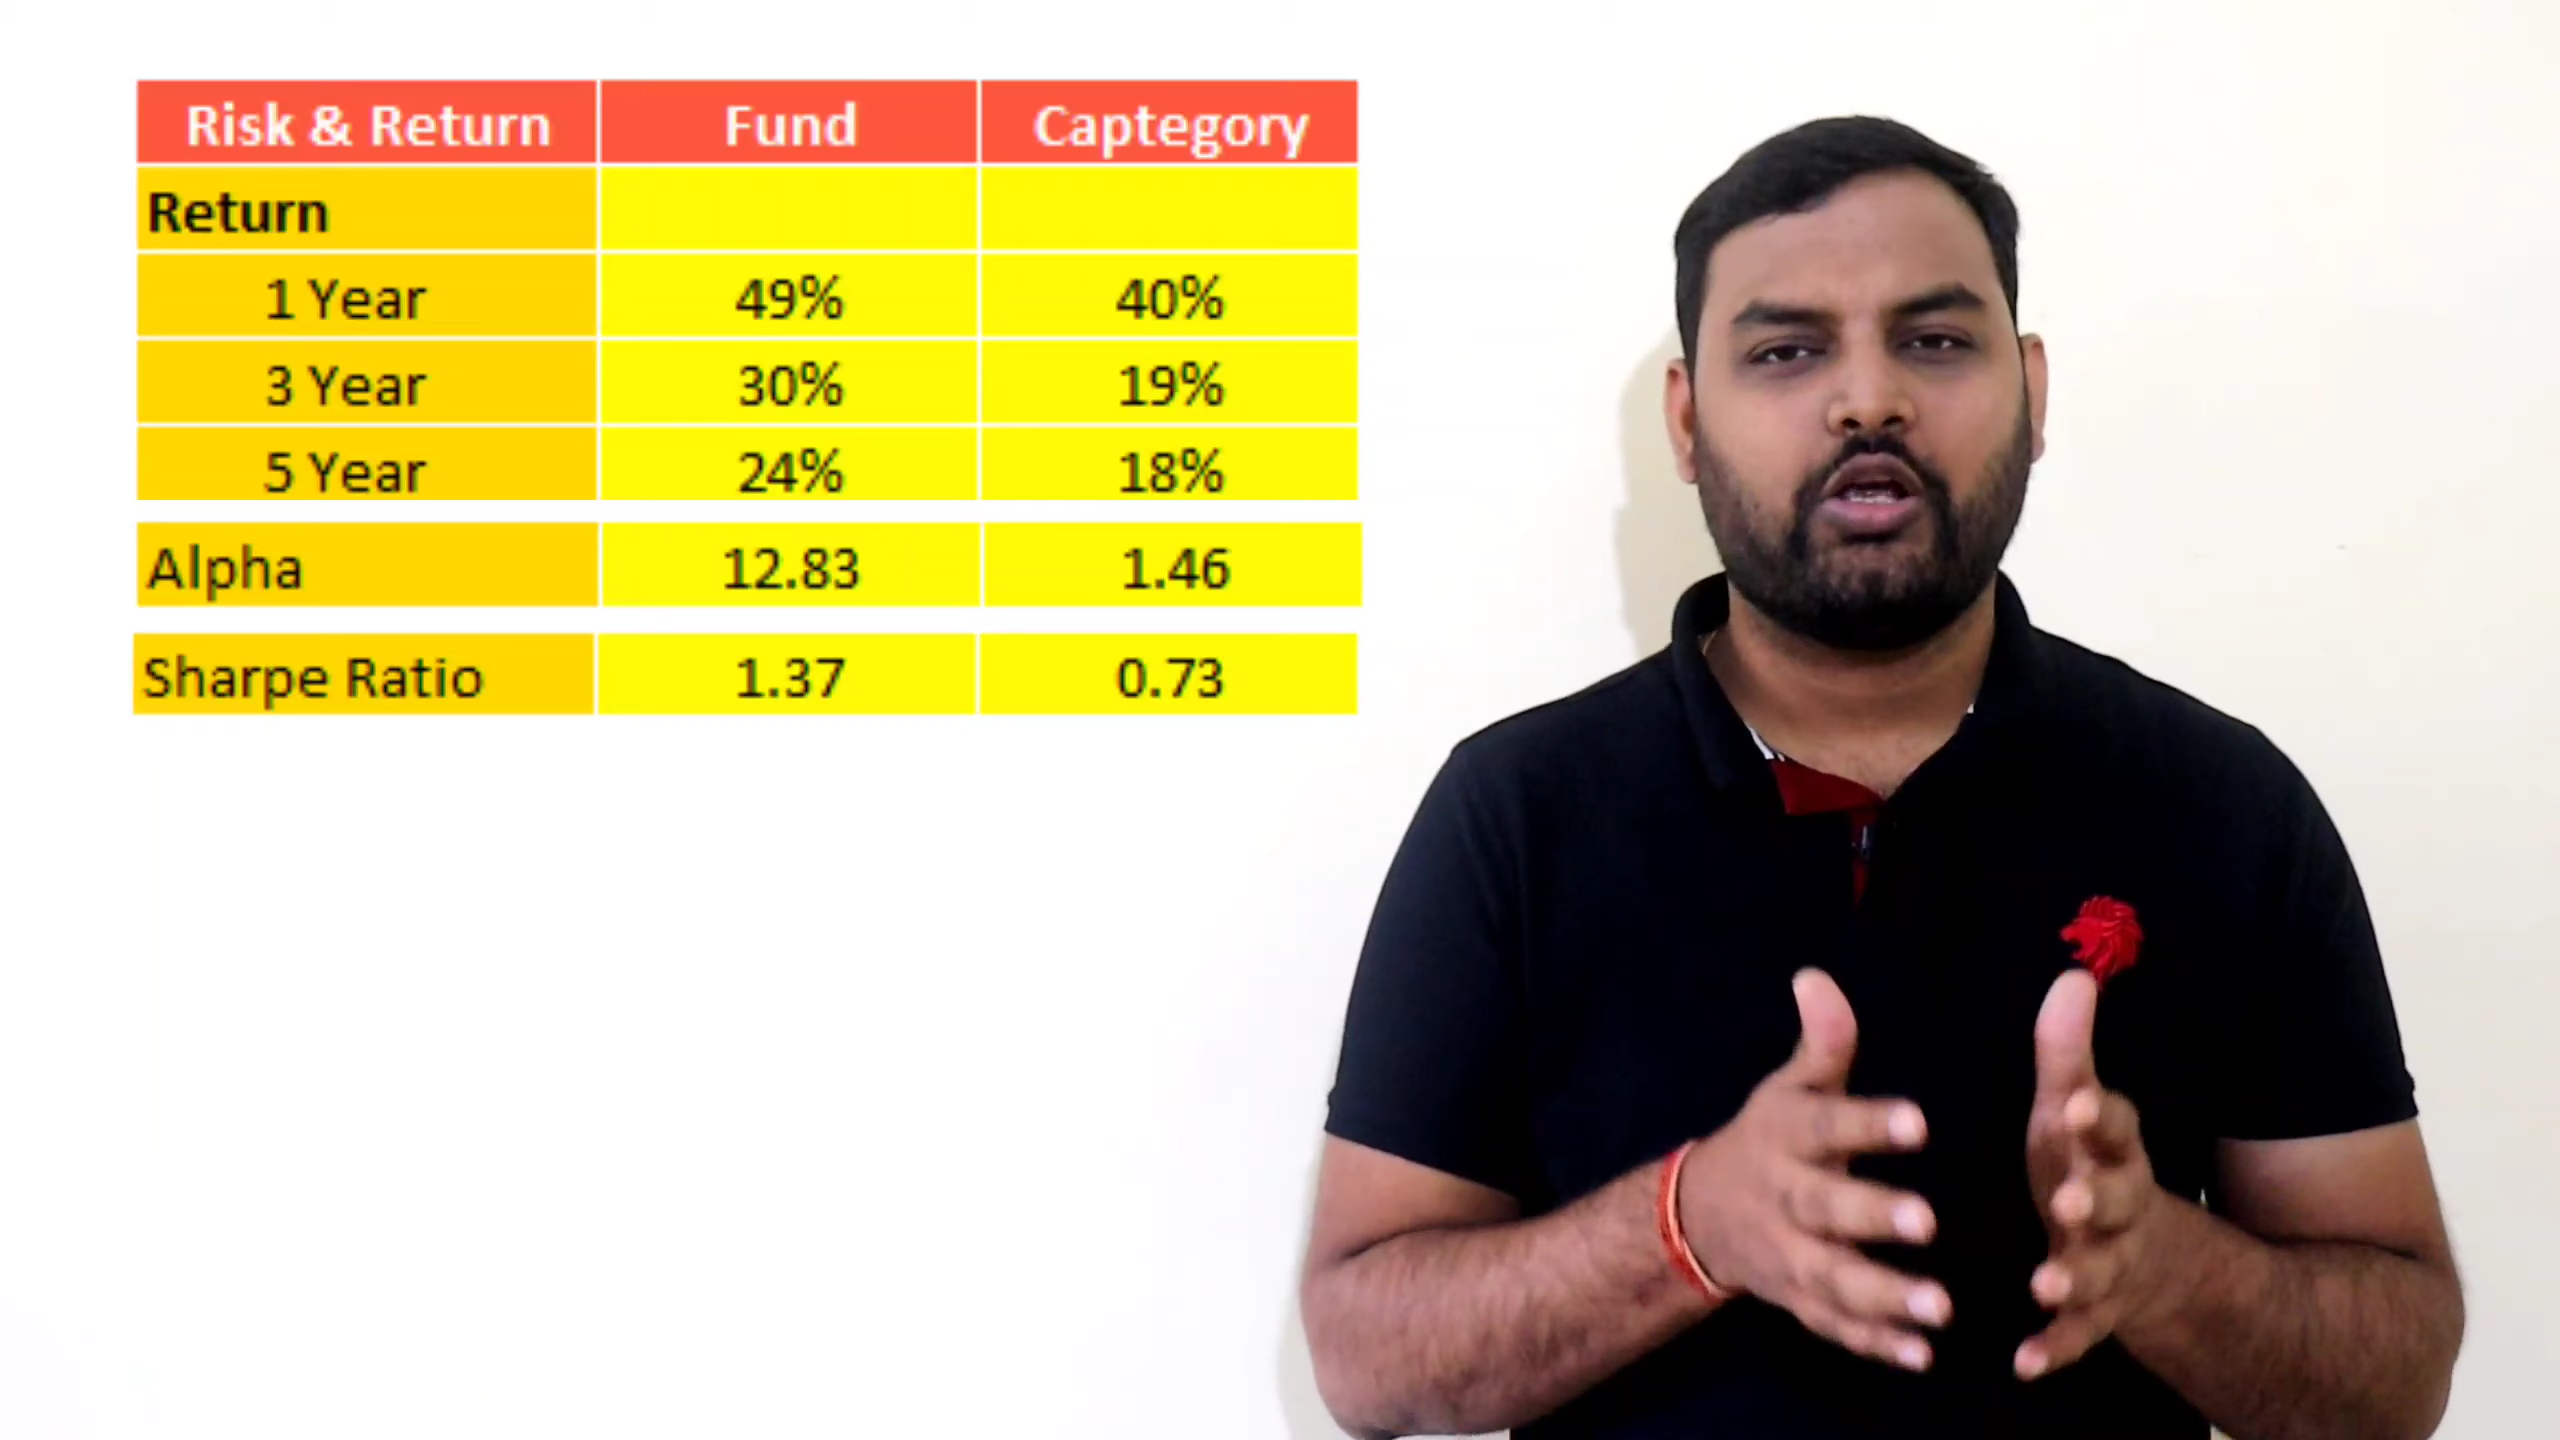 Risk & Return Fund Captegory
Return
1 Year 49% 40%
3 Year 30% 19%
5 Year 24% 18%
Alpha 12.83 1.46
Sharpe Ratio 1.37 0.73